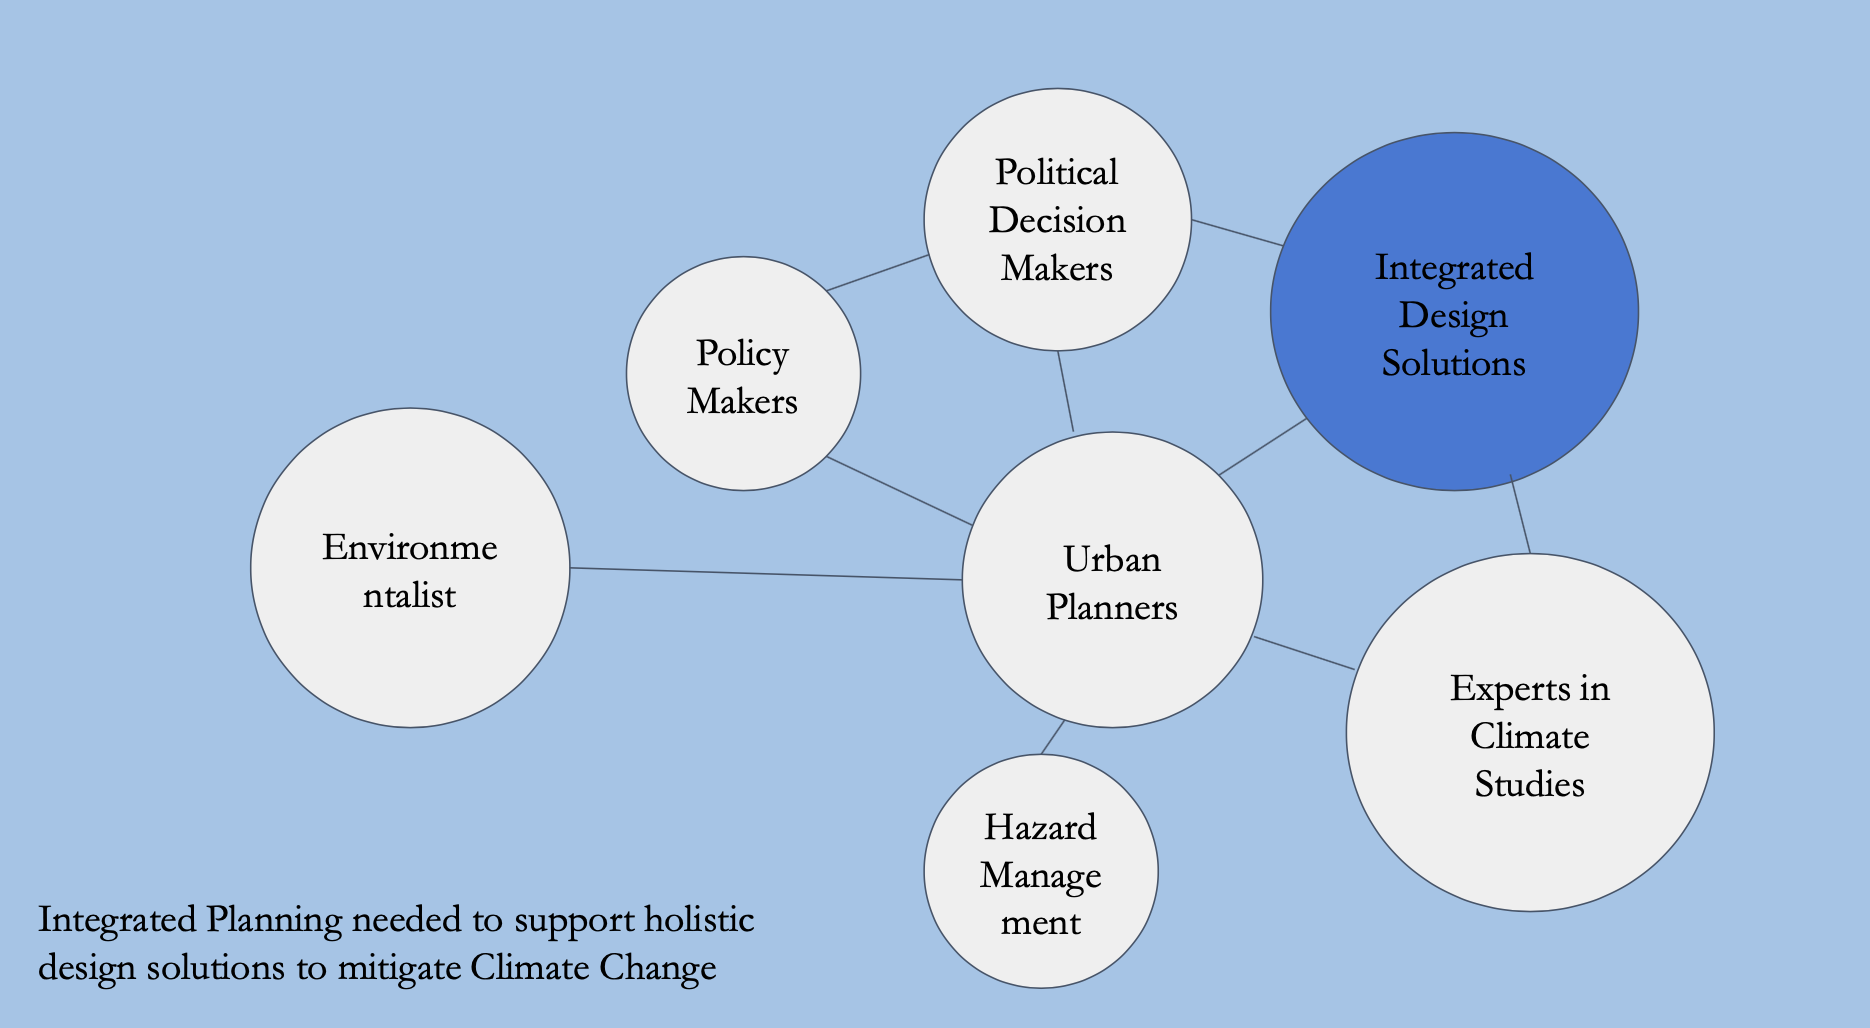 Political
Decision
Makers
Integrated
Design
Solutions
Policy
Makers
Environme
ntalist
Urban
Planners
Experts in
Climate
Studies
Hazard
Manage
ment
Integrated Planning needed to support holistic
design solutions to mitigate Climate Change